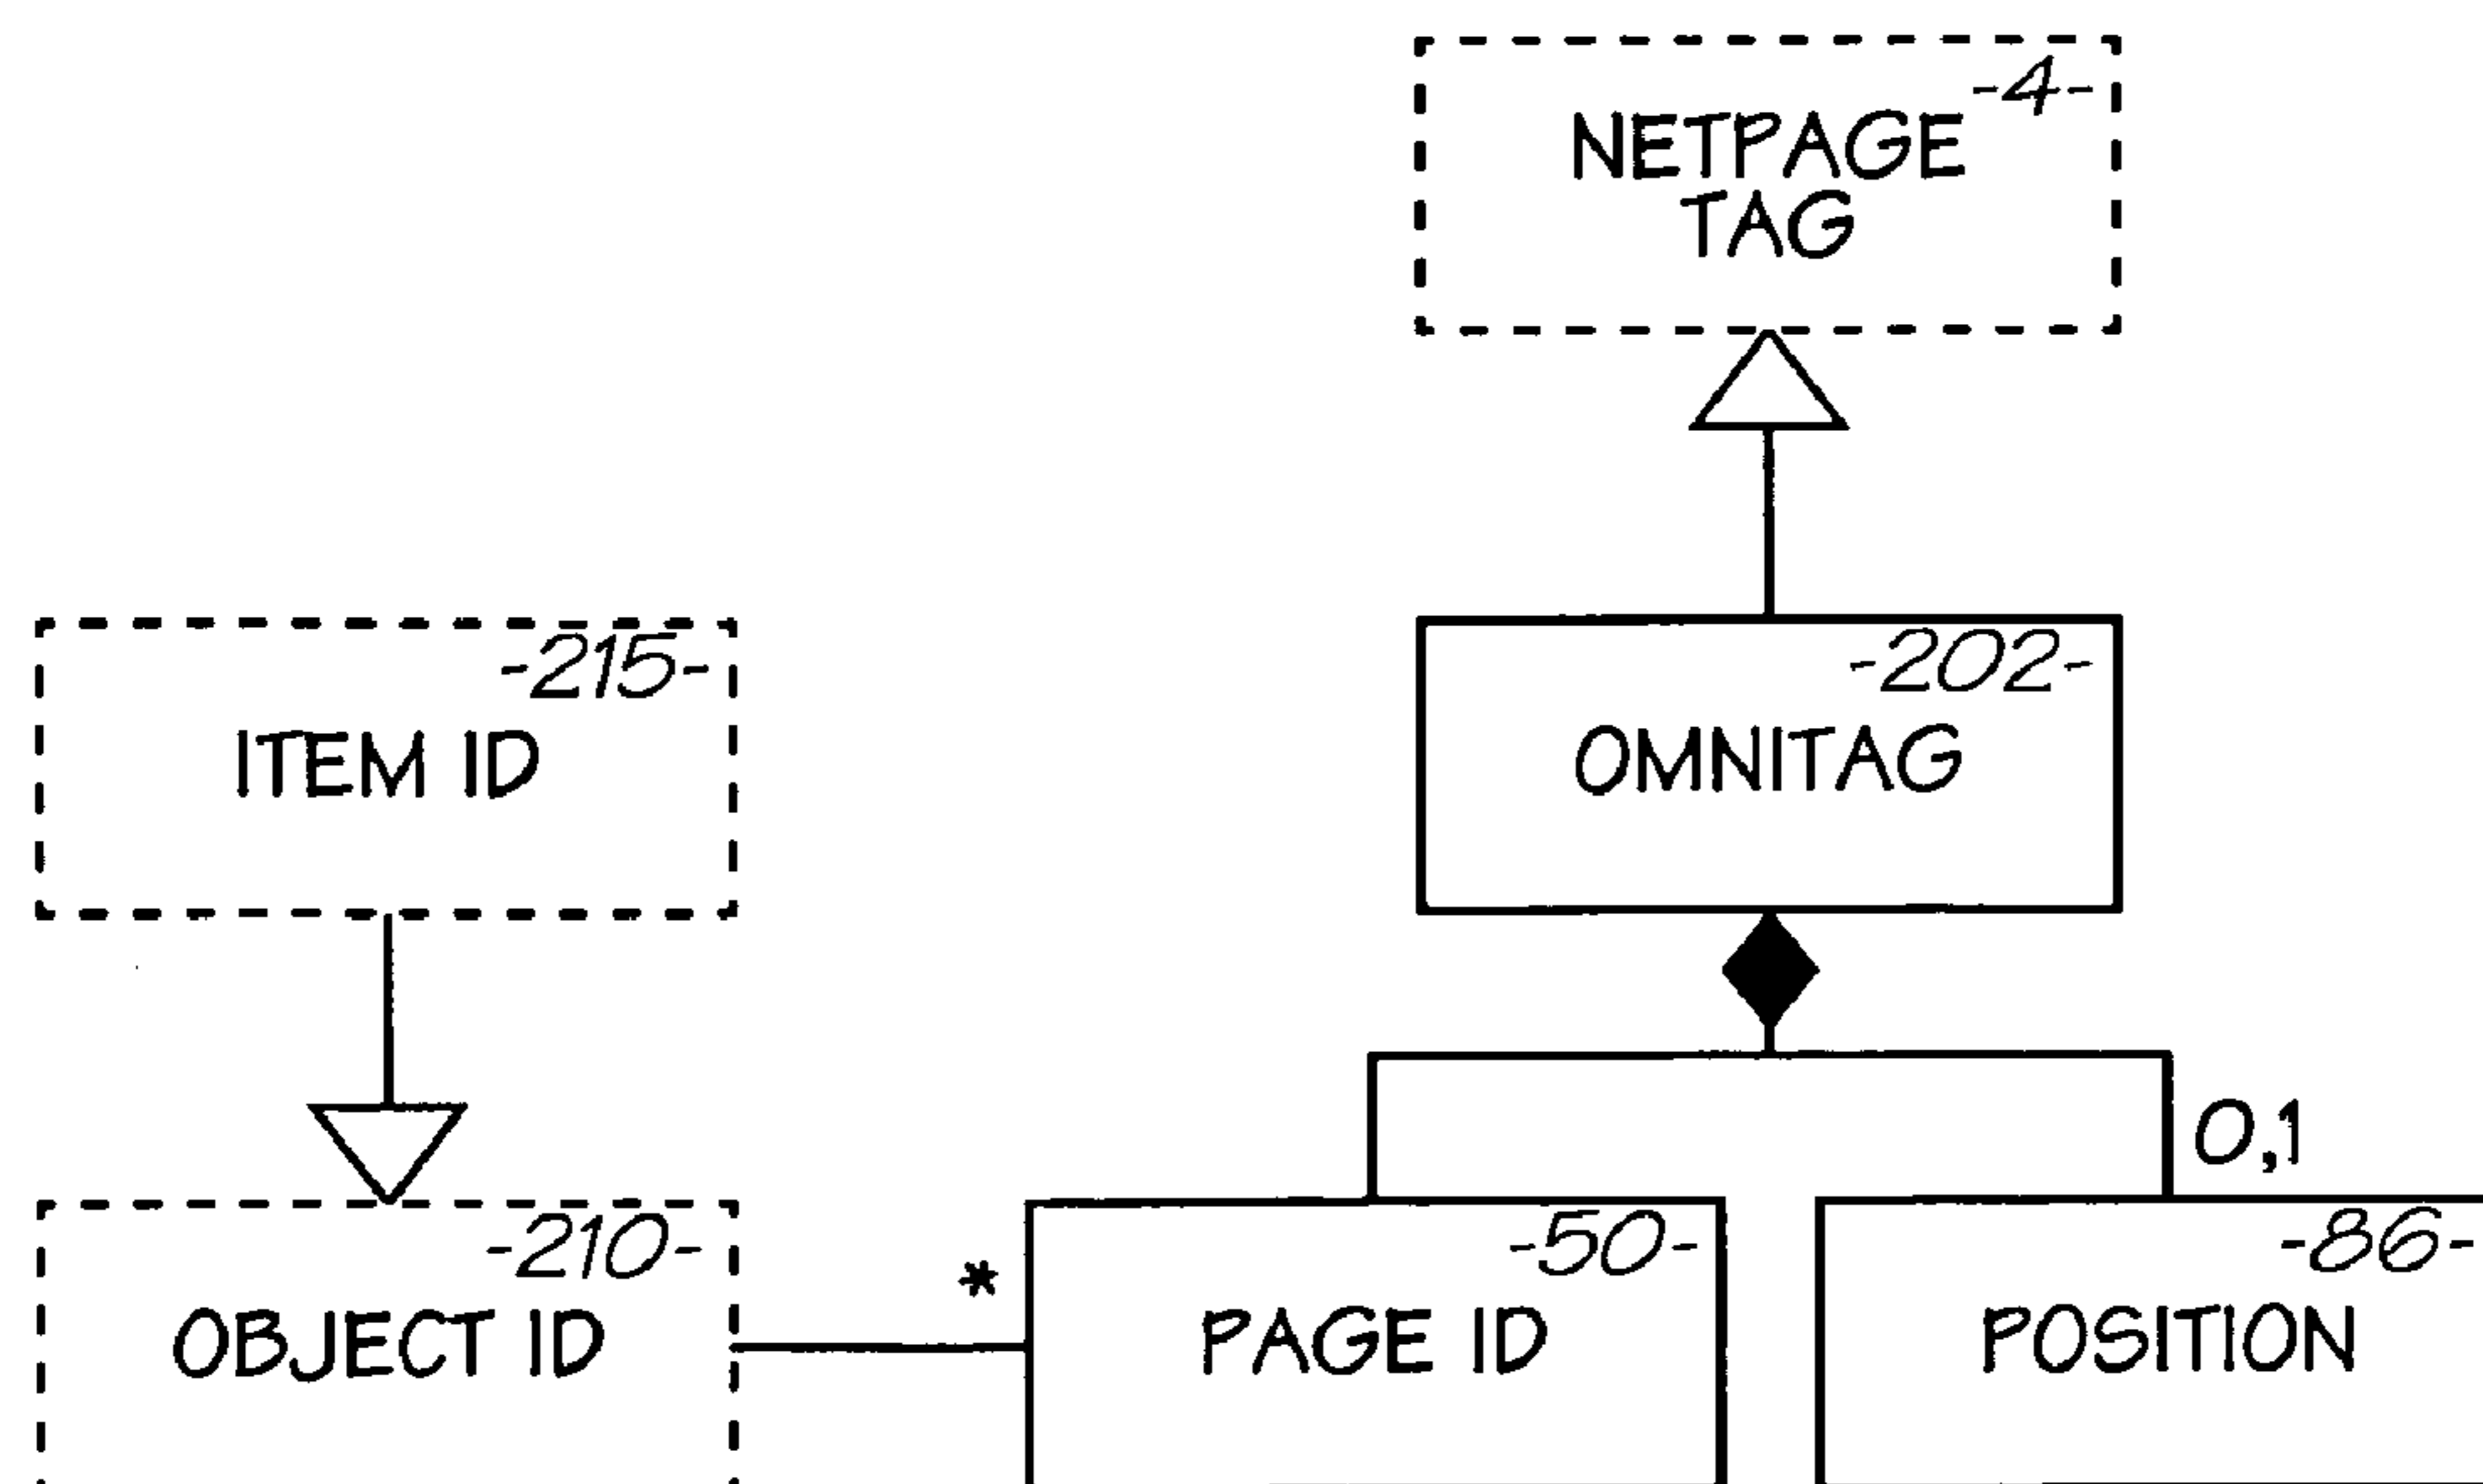 -4-
NETPAGE
TAG
-215-
ITEM ID
-202-
OMNITAG
0,1
-210-
OBJECT ID
*
-50-
PAGE ID
-86-
POSITION